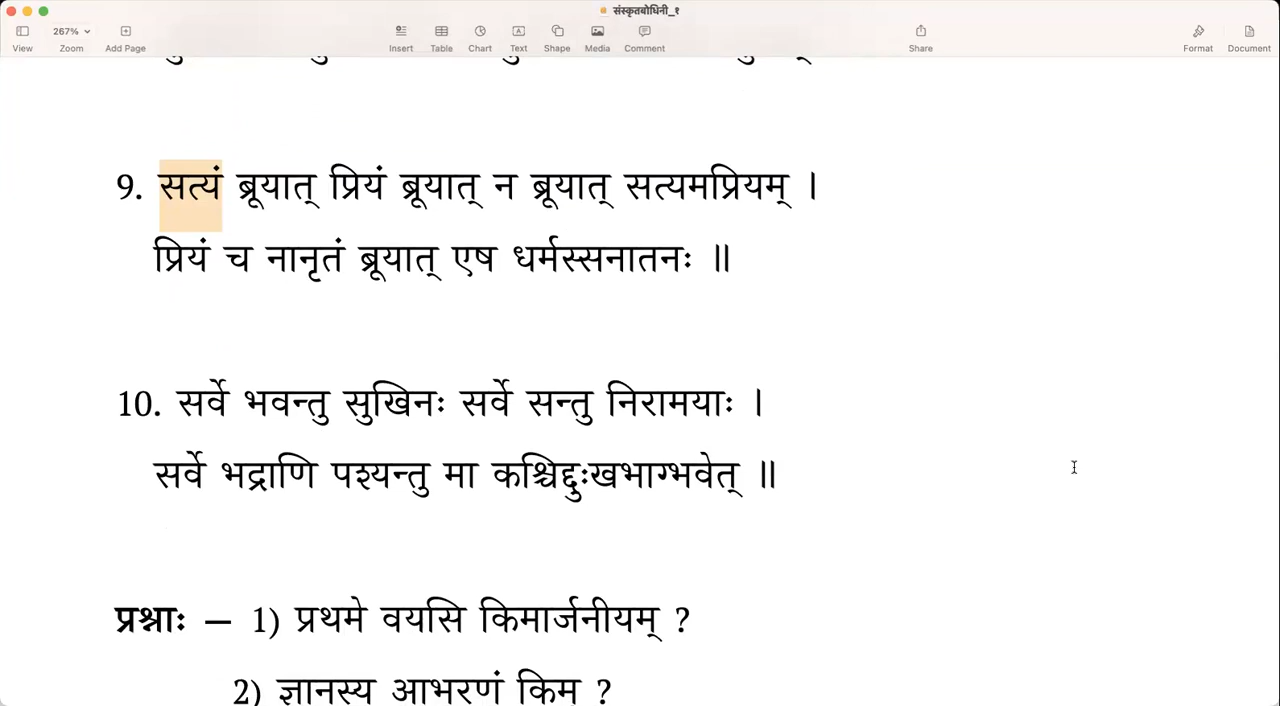 संस्कृतबोधिनी_१
267%
View Zoom Add Page Insert Table Chart Text Shape Media Comment Share Format Document
9. सत्यं ब्रूयात् प्रियं ब्रूयात् न ब्रूयात् सत्यमप्रियम् ।
प्रियं च नानृतं ब्रूयात् एष धर्मस्सनातनः ॥
10. सर्वे भवन्तु सुखिनः सर्वे सन्तु निरामयाः ।
सर्वे भद्राणि पश्यन्तु मा कश्चिद्दुःखभाग्भवेत् ॥
प्रश्नाः – 1) प्रथमे वयसि किमार्जनीयम् ?
2) ज्ञानस्य आभरणं किम् ?